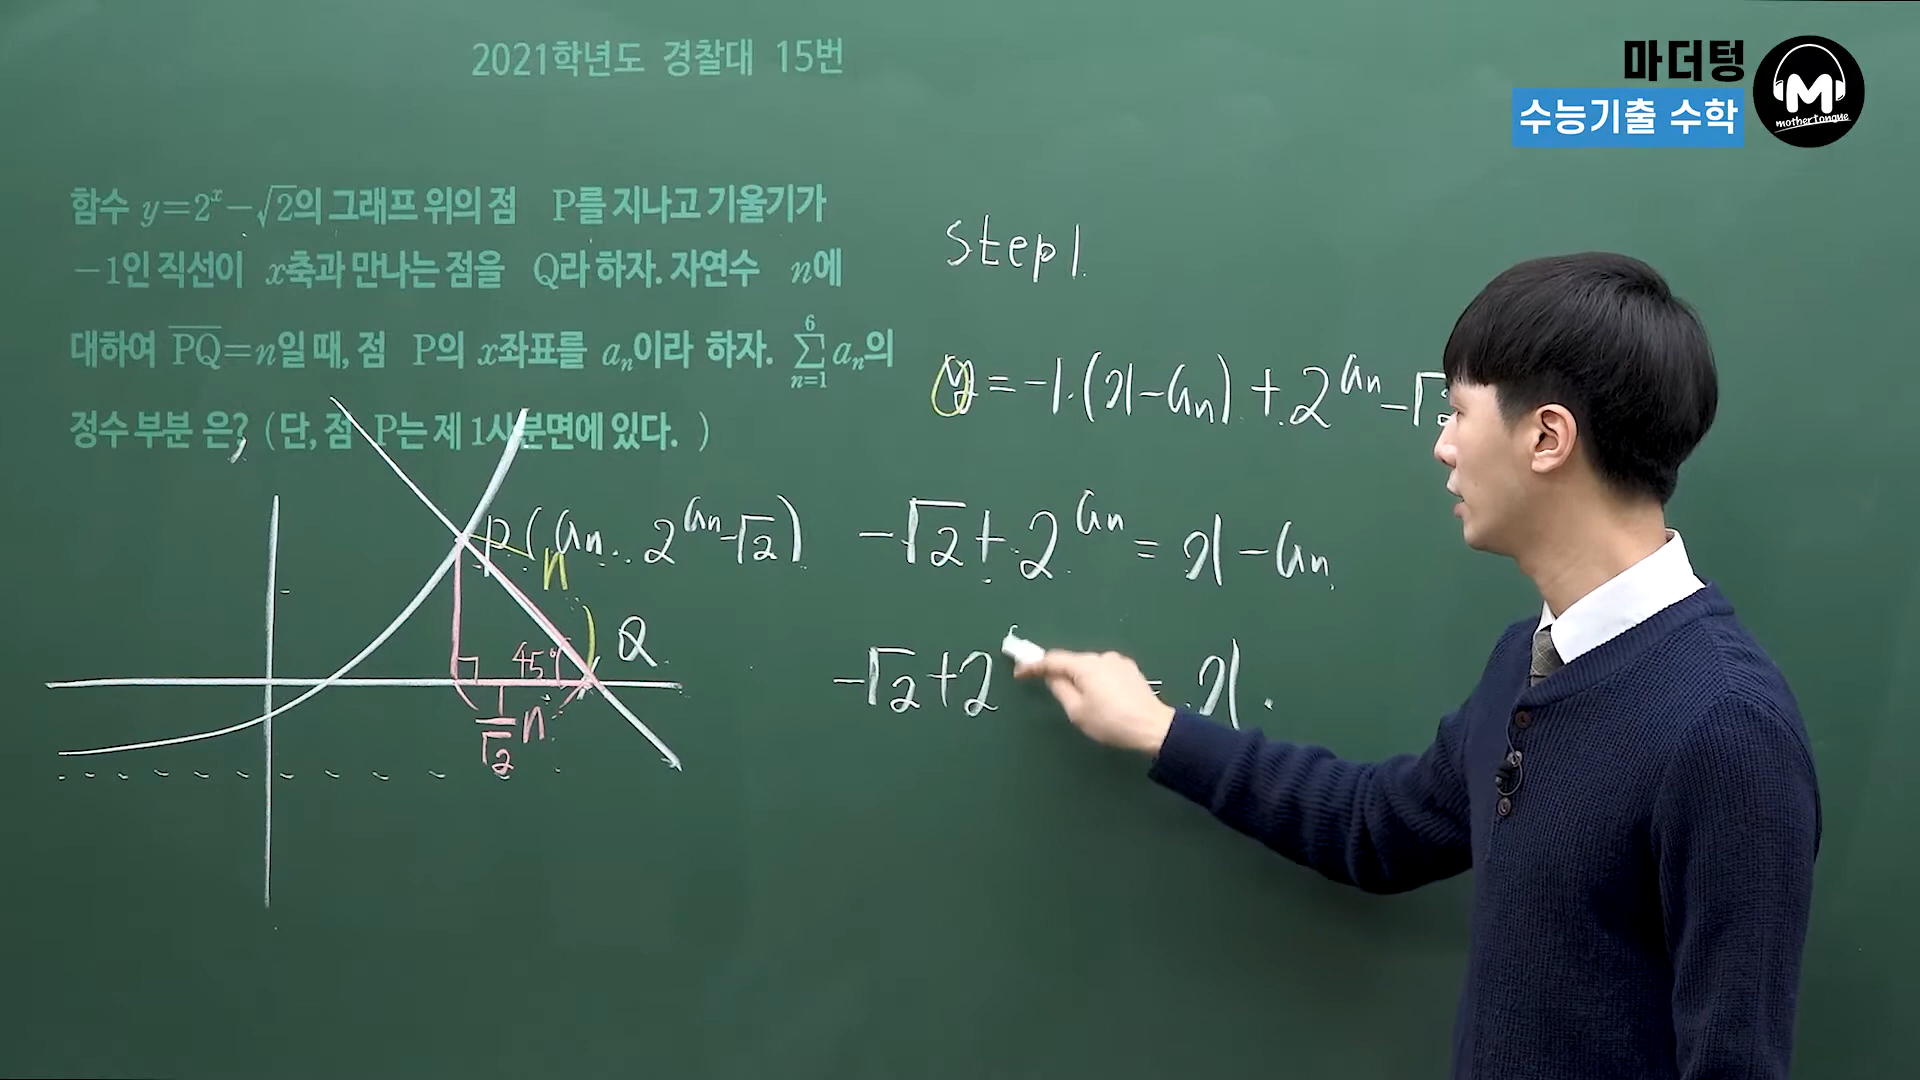 2021학년도 경찰대 15번
마더텅
수능기출 수학
M
mothertongue
함수 y=2^x-√2의 그래프 위의 점 P를 지나고 기울기가
-1인 직선이 x축과 만나는 점을 Q라 하자. 자연수 n에
대하여 PQ=n일 때, 점 P의 x좌표를 a_n이라 하자. ∑_{n=1}^{6} a_n의
정수 부분 은? (단, 점 P는 제 1사분면에 있다. )
Step1.
y = -1·(x-a_n)+2^{a_n}-√2
P(a_n, 2^{a_n}-√2)
n
-√2+2^{a_n} = x-a_n
Q
45°
-√2+2 = x
1/√2 n